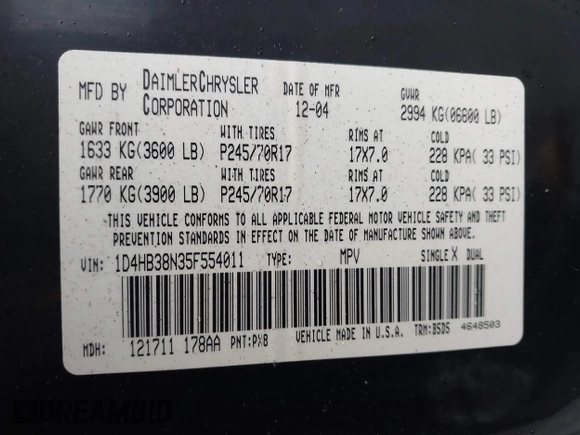 MFD BY DAIMLERCHRYSLER CORPORATION DATE OF MFR 12-04 GVWR 2994 KG(06600 LB)
GAWR FRONT WITH TIRES RIMS AT COLD
1633 KG(3600 LB) P245/70R17 17X7.0 228 KPA( 33 PSI)
GAWR REAR WITH TIRES RIMS AT COLD
1770 KG(3900 LB) P245/70R17 17X7.0 228 KPA( 33 PSI)
THIS VEHICLE CONFORMS TO ALL APPLICABLE FEDERAL MOTOR VEHICLE SAFETY AND THEFT
PREVENTION STANDARDS IN EFFECT ON THE DATE OF MANUFACTURE SHOWN ABOVE.
VIN: 1D4HB38N35F554011 TYPE: MPV SINGLE X DUAL
MDH: 121711 178AA PNT:PXB VEHICLE MADE IN U.S.A. TRM:BSD5 4648503
DREAMBID